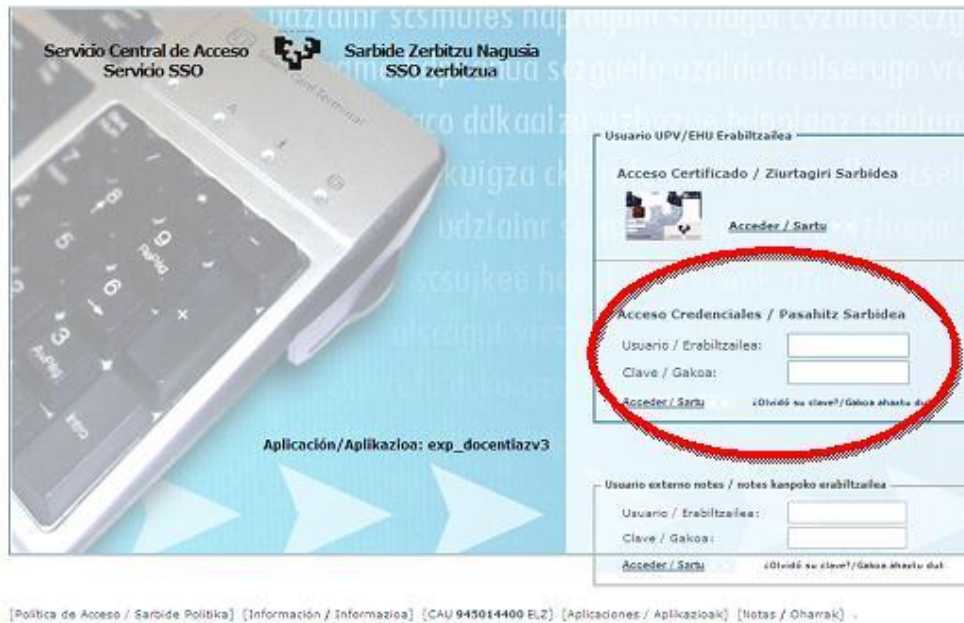 Servicio Central de Acceso
Servicio SSO
Sarbide Zerbitzu Nagusia
SSO zerbitzua
Usuario UPV/EHU Erabiltzailea
Acceso Certificado / Ziurtagiri Sarbidea
Acceder / Sartu
Acceso Credenciales / Pasahitz Sarbidea
Usuario / Erabiltzailea:
Clave / Gakoa:
Acceder / Sartu ¿Olvidó su clave?/Gakoa ahaztu du?
Aplicación/Aplikazioa: exp_docentiazv3
Usuario externo notes / notes kanpoko erabiltzailea
Usuario / Erabiltzailea:
Clave / Gakoa:
Acceder / Sartu ¿Olvidó su clave?/Gakoa ahaztu du?
[Política de Acceso / Sarbide Politika] [Información / Informazioa] [CAU 945014400 ELZ] [Aplicaciones / Aplikazioak] [Notas / Oharrak] .